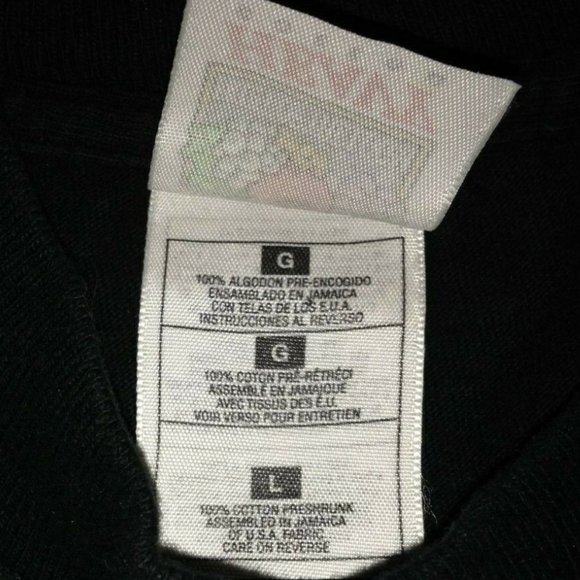 G
100% ALGODON PRE-ENCOGIDO
ENSAMBLADO EN JAMAICA
CON TELAS DE LOS E.U.A.
INSTRUCCIONES AL REVERSO
G
100% COTON PRÉ-RÉTRÉCI
ASSEMBLÉ EN JAMAÏQUE
AVEC TISSUS DES É.U.
VOIR VERSO POUR ENTRETIEN
L
100% COTTON PRESHRUNK
ASSEMBLED IN JAMAICA
OF U.S.A. FABRIC.
CARE ON REVERSE